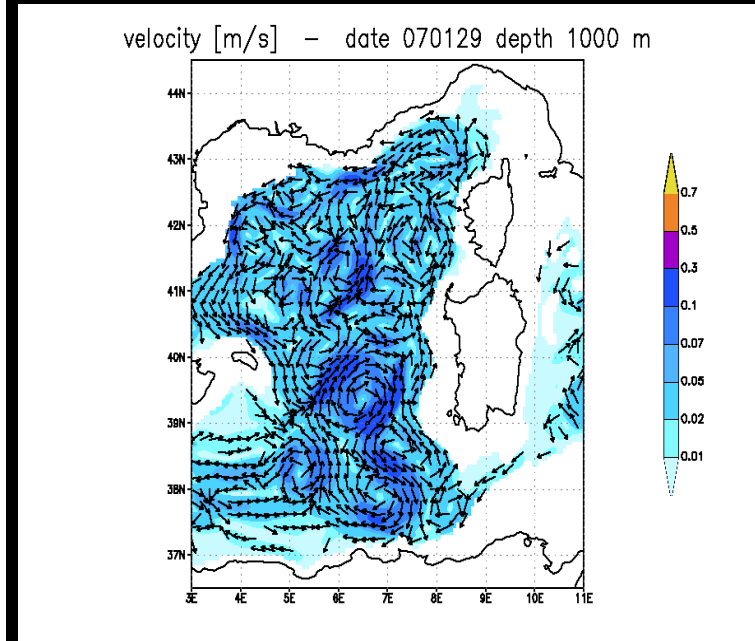 velocity [m/s] – date 070129 depth 1000 m
44N
43N
42N
41N
40N
39N
38N
37N
3E 4E 5E 6E 7E 8E 9E 10E 11E
0.7
0.5
0.3
0.1
0.07
0.05
0.02
0.01